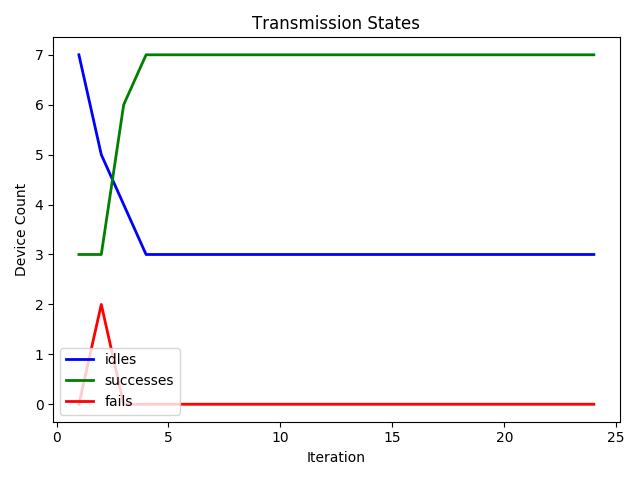 Transmission States
Device Count
7
6
5
4
3
2
1
0
idles
successes
fails
0 5 10 15 20 25
Iteration